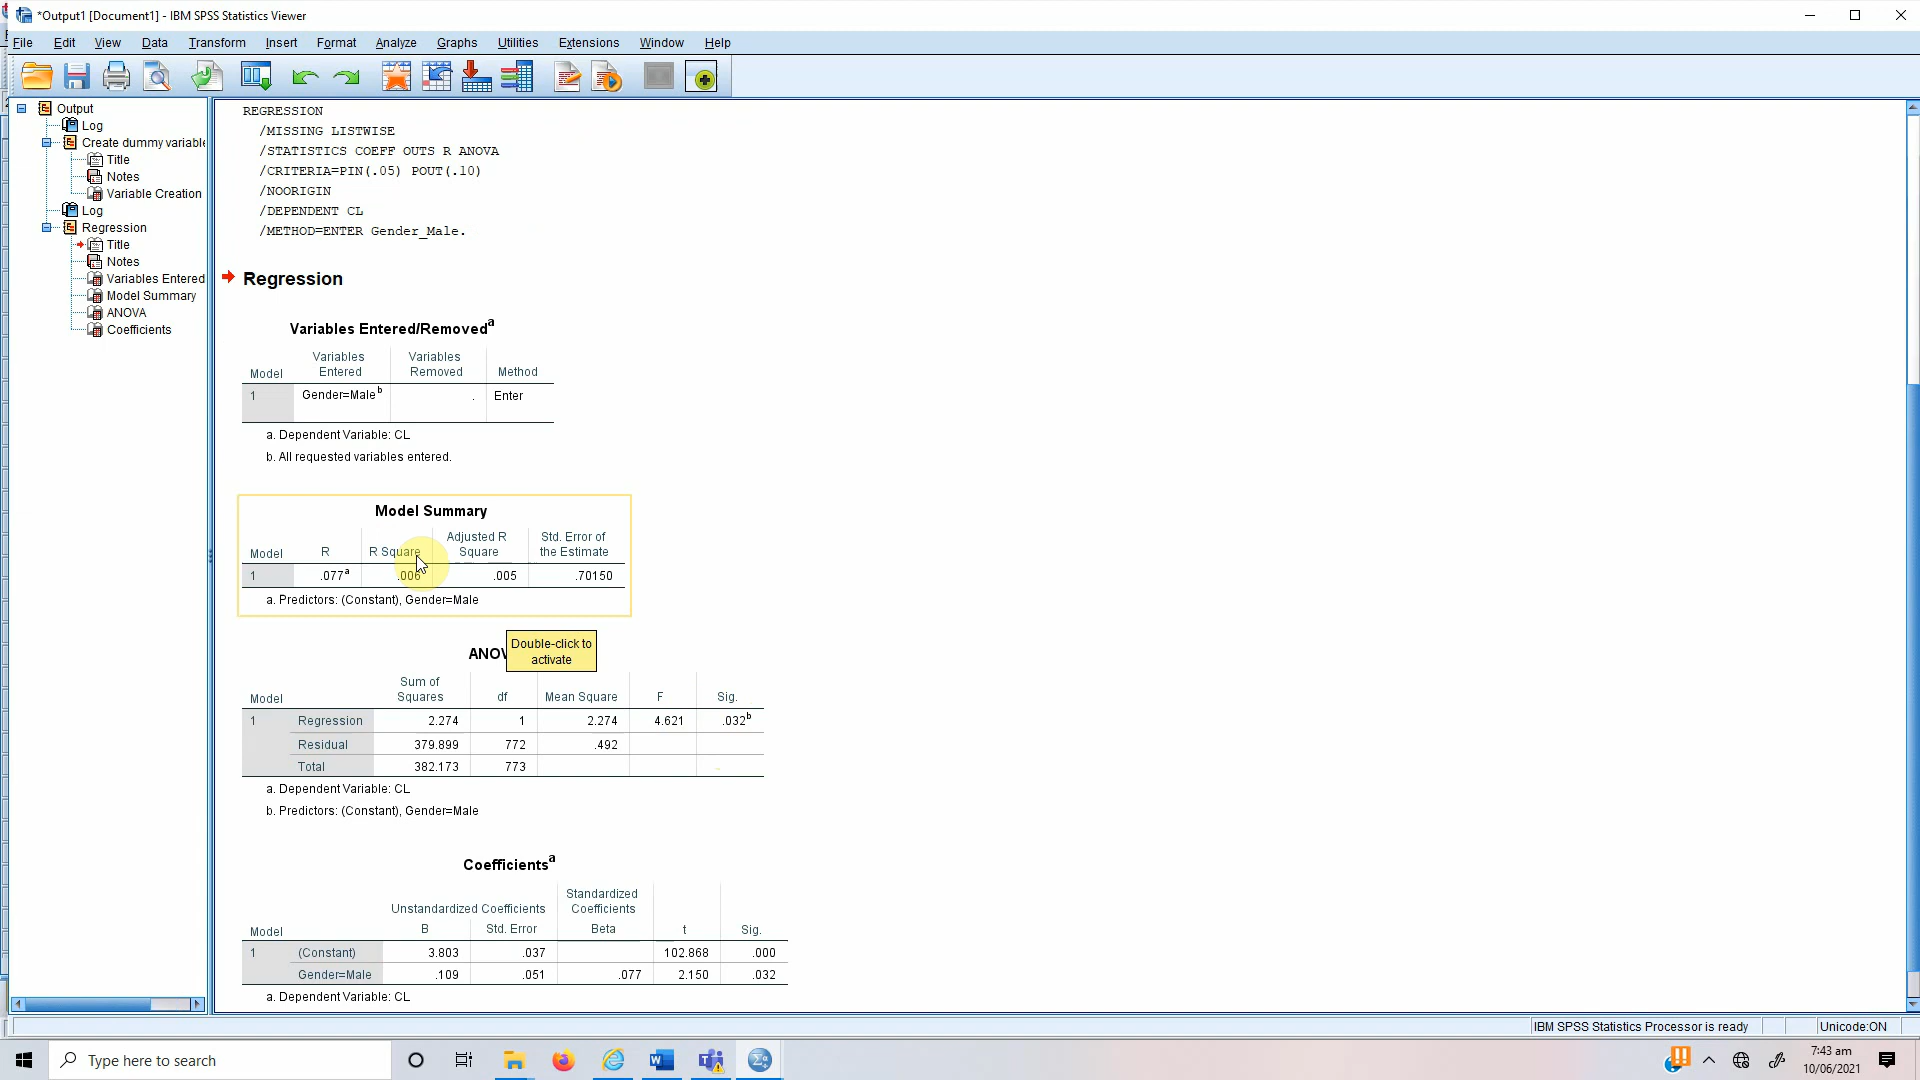 *Output1 [Document1] - IBM SPSS Statistics Viewer
File Edit View Data Transform Insert Format Analyze Graphs Utilities Extensions Window Help
Output
Log
Create dummy variable
Title
Notes
Variable Creation
Log
Regression
Title
Notes
Variables Entered
Model Summary
ANOVA
Coefficients
REGRESSION
/MISSING LISTWISE
/STATISTICS COEFF OUTS R ANOVA
/CRITERIA=PIN(.05) POUT(.10)
/NOORIGIN
/DEPENDENT CL
/METHOD=ENTER Gender_Male.
Regression
Variables Entered/Removed a
Variables Variables
Model Entered Removed Method
1 Gender=Male b . Enter
a. Dependent Variable: CL
b. All requested variables entered.
Model Summary
Adjusted R Std. Error of
Model R R Square Square the Estimate
1 .077 a .006 .005 .70150
a. Predictors: (Constant), Gender=Male
Double-click to
activate
Sum of
Model Squares df Mean Square F Sig.
1 Regression 2.274 1 2.274 4.621 .032 b
Residual 379.899 772 .492
Total 382.173 773
a. Dependent Variable: CL
b. Predictors: (Constant), Gender=Male
Coefficients a
Standardized
Unstandardized Coefficients Coefficients
Model B Std. Error Beta t Sig.
1 (Constant) 3.803 .037 102.868 .000
Gender=Male .109 .051 .077 2.150 .032
a. Dependent Variable: CL
IBM SPSS Statistics Processor is ready Unicode:ON
Type here to search
7:43 am
10/06/2021